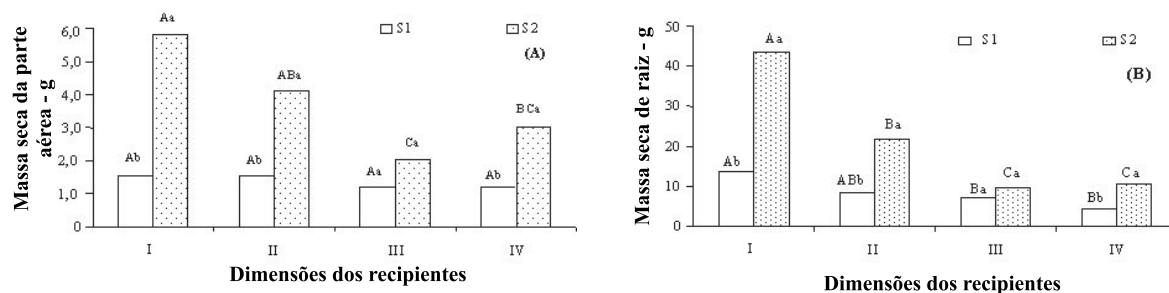 Massa seca da parte
aérea - g
6,0
5,0
4,0
3,0
2,0
1,0
0
S1
S2
(A)
Aa
Ab
ABa
Ab
Ca
Aa
BCa
Ab
I
II
III
IV
Dimensões dos recipientes
Massa seca de raiz - g
50
40
30
20
10
0
S1
S2
(B)
Aa
Ab
Ba
ABb
Ca
Ba
Ca
Bb
I
II
III
IV
Dimensões dos recipientes